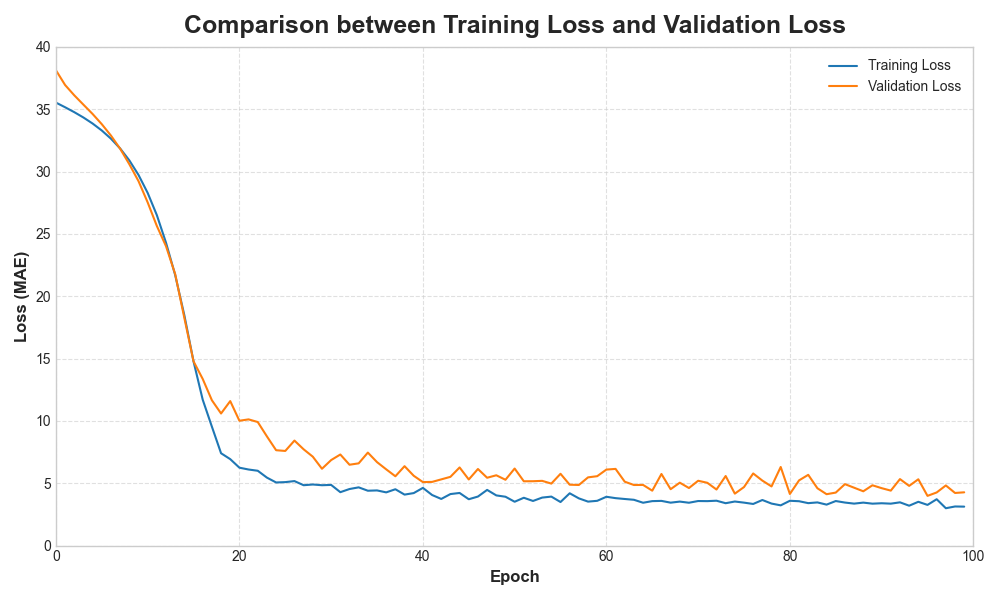 Comparison between Training Loss and Validation Loss
40
35
30
25
20
15
10
5
0
Loss (MAE)
Training Loss
Validation Loss
0 20 40 60 80 100
Epoch